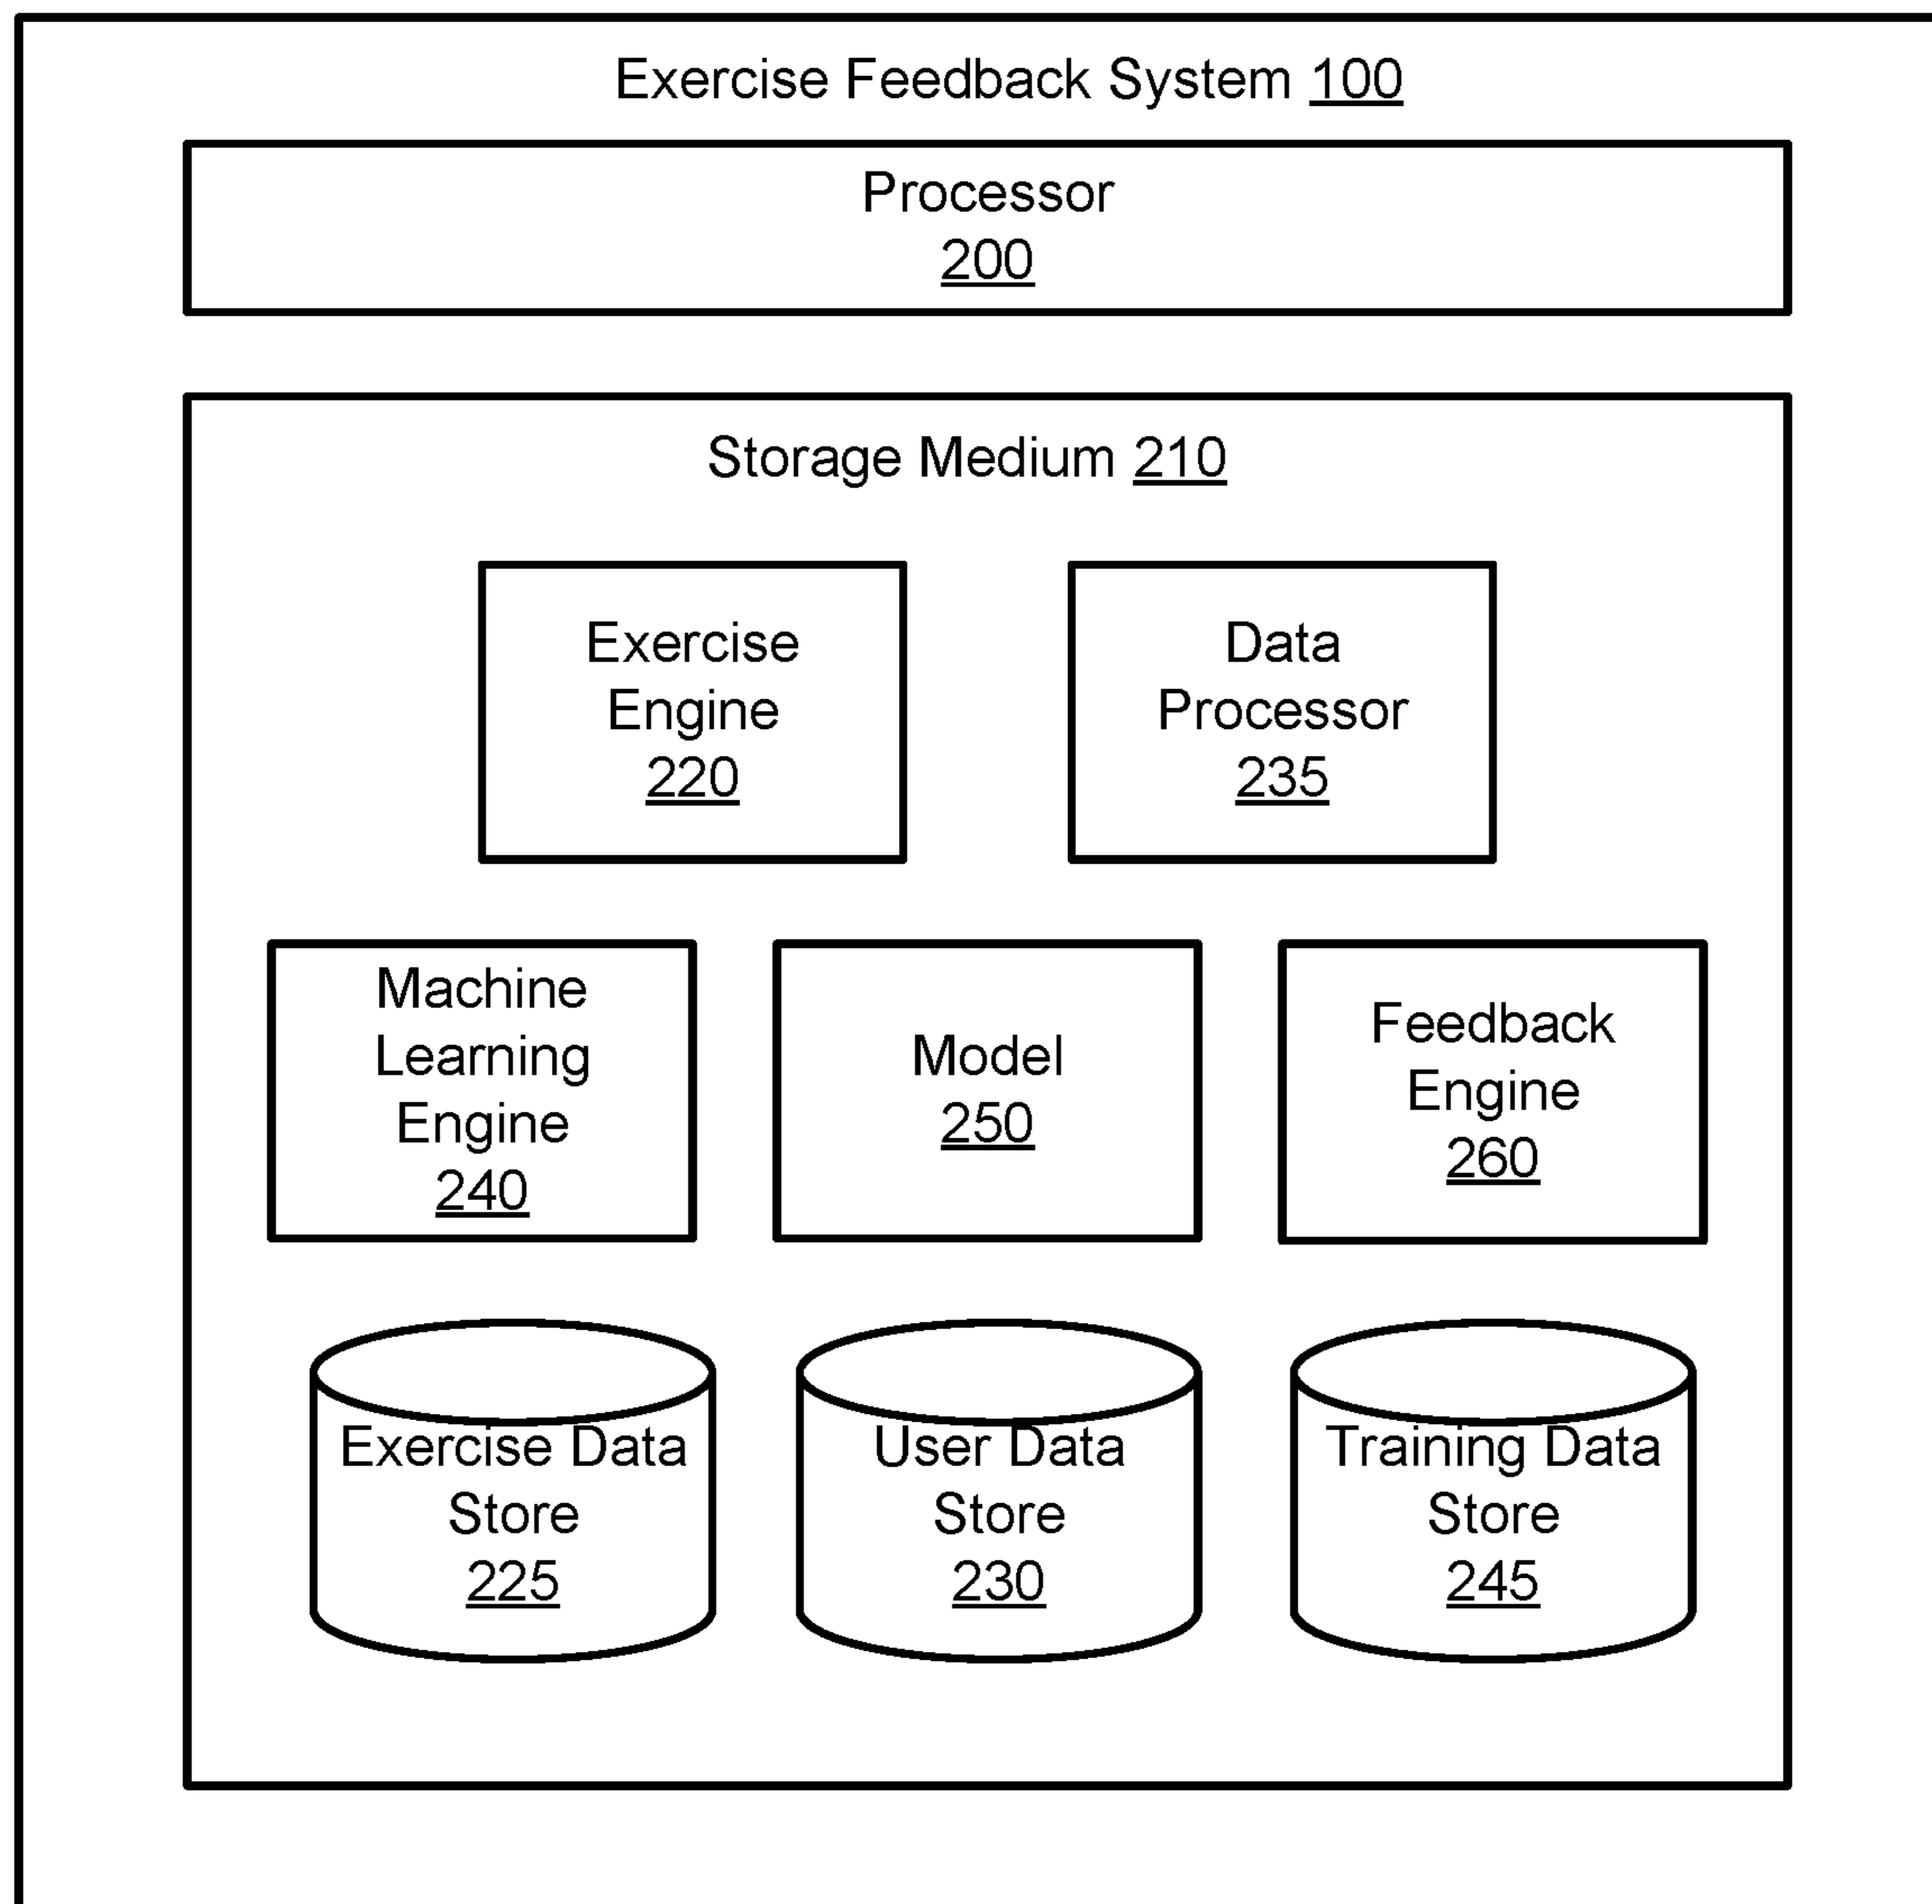 Exercise Feedback System 100
Processor
200
Storage Medium 210
Exercise
Engine
220
Data
Processor
235
Machine
Learning
Engine
240
Model
250
Feedback
Engine
260
Exercise Data
Store
225
User Data
Store
230
Training Data
Store
245